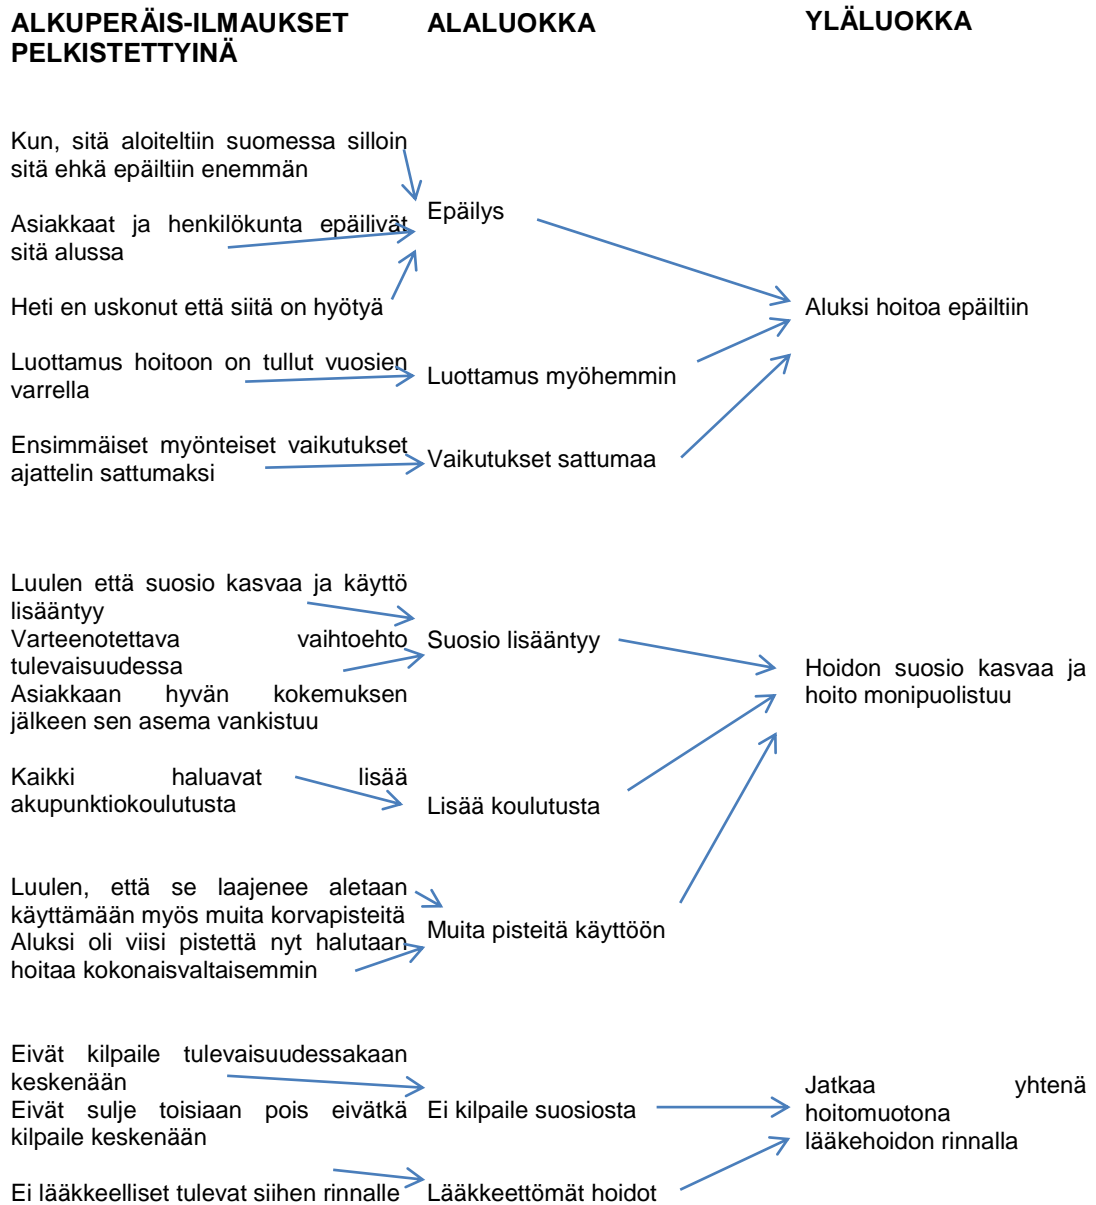 ALKUPERÄIS-ILMAUKSET
PELKISTETTYINÄ
ALALUOKKA
YLÄLUOKKA
Kun, sitä aloiteltiin suomessa silloin
sitä ehkä epäiltiin enemmän
Asiakkaat ja henkilökunta epäilivät
sitä alussa
Heti en uskonut että siitä on hyötyä
Epäilys
Luottamus hoitoon on tullut vuosien
varrella
Luottamus myöhemmin
Ensimmäiset myönteiset vaikutukset
ajattelin sattumaksi
Vaikutukset sattumaa
Aluksi hoitoa epäiltiin
Luulen että suosio kasvaa ja käyttö
lisääntyy
Varteenotettava vaihtoehto
tulevaisuudessa
Asiakkaan hyvän kokemuksen
jälkeen sen asema vankistuu
Suosio lisääntyy
Kaikki haluavat lisää
akupunktiokoulutusta
Lisää koulutusta
Luulen, että se laajenee aletaan
käyttämään myös muita korvapisteitä
Aluksi oli viisi pistettä nyt halutaan
hoitaa kokonaisvaltaisemmin
Muita pisteitä käyttöön
Hoidon suosio kasvaa ja
hoito monipuolistuu
Eivät kilpaile tulevaisuudessakaan
keskenään
Eivät sulje toisiaan pois eivätkä
kilpaile keskenään
Ei kilpaile suosiosta
Ei lääkkeelliset tulevat siihen rinnalle
Lääkkeettömät hoidot
Jatkaa yhtenä
hoitomuotona
lääkehoidon rinnalla